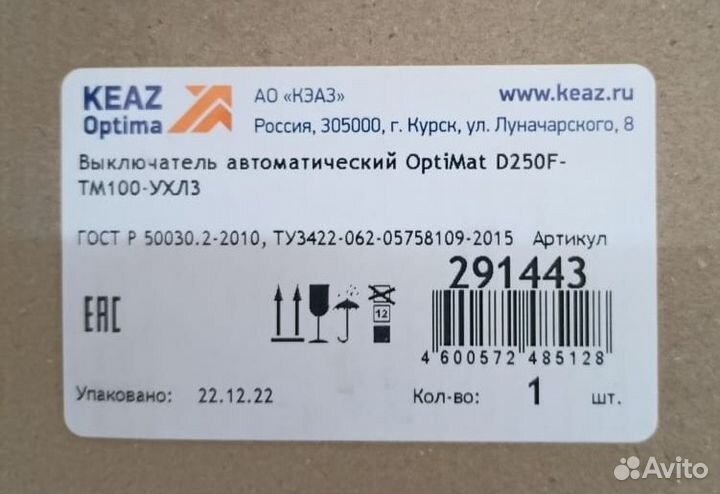 KEAZ
Optima
АО «КЭАЗ»
www.keaz.ru
Россия, 305000, г. Курск, ул. Луначарского, 8
Выключатель автоматический OptiMat D250F-
TM100-УХЛ3
ГОСТ Р 50030.2-2010, ТУ3422-062-05758109-2015 Артикул
291443
EAC
12
4 600572 485128
Упаковано: 22.12.22
Кол-во: 1 шт.
Avito